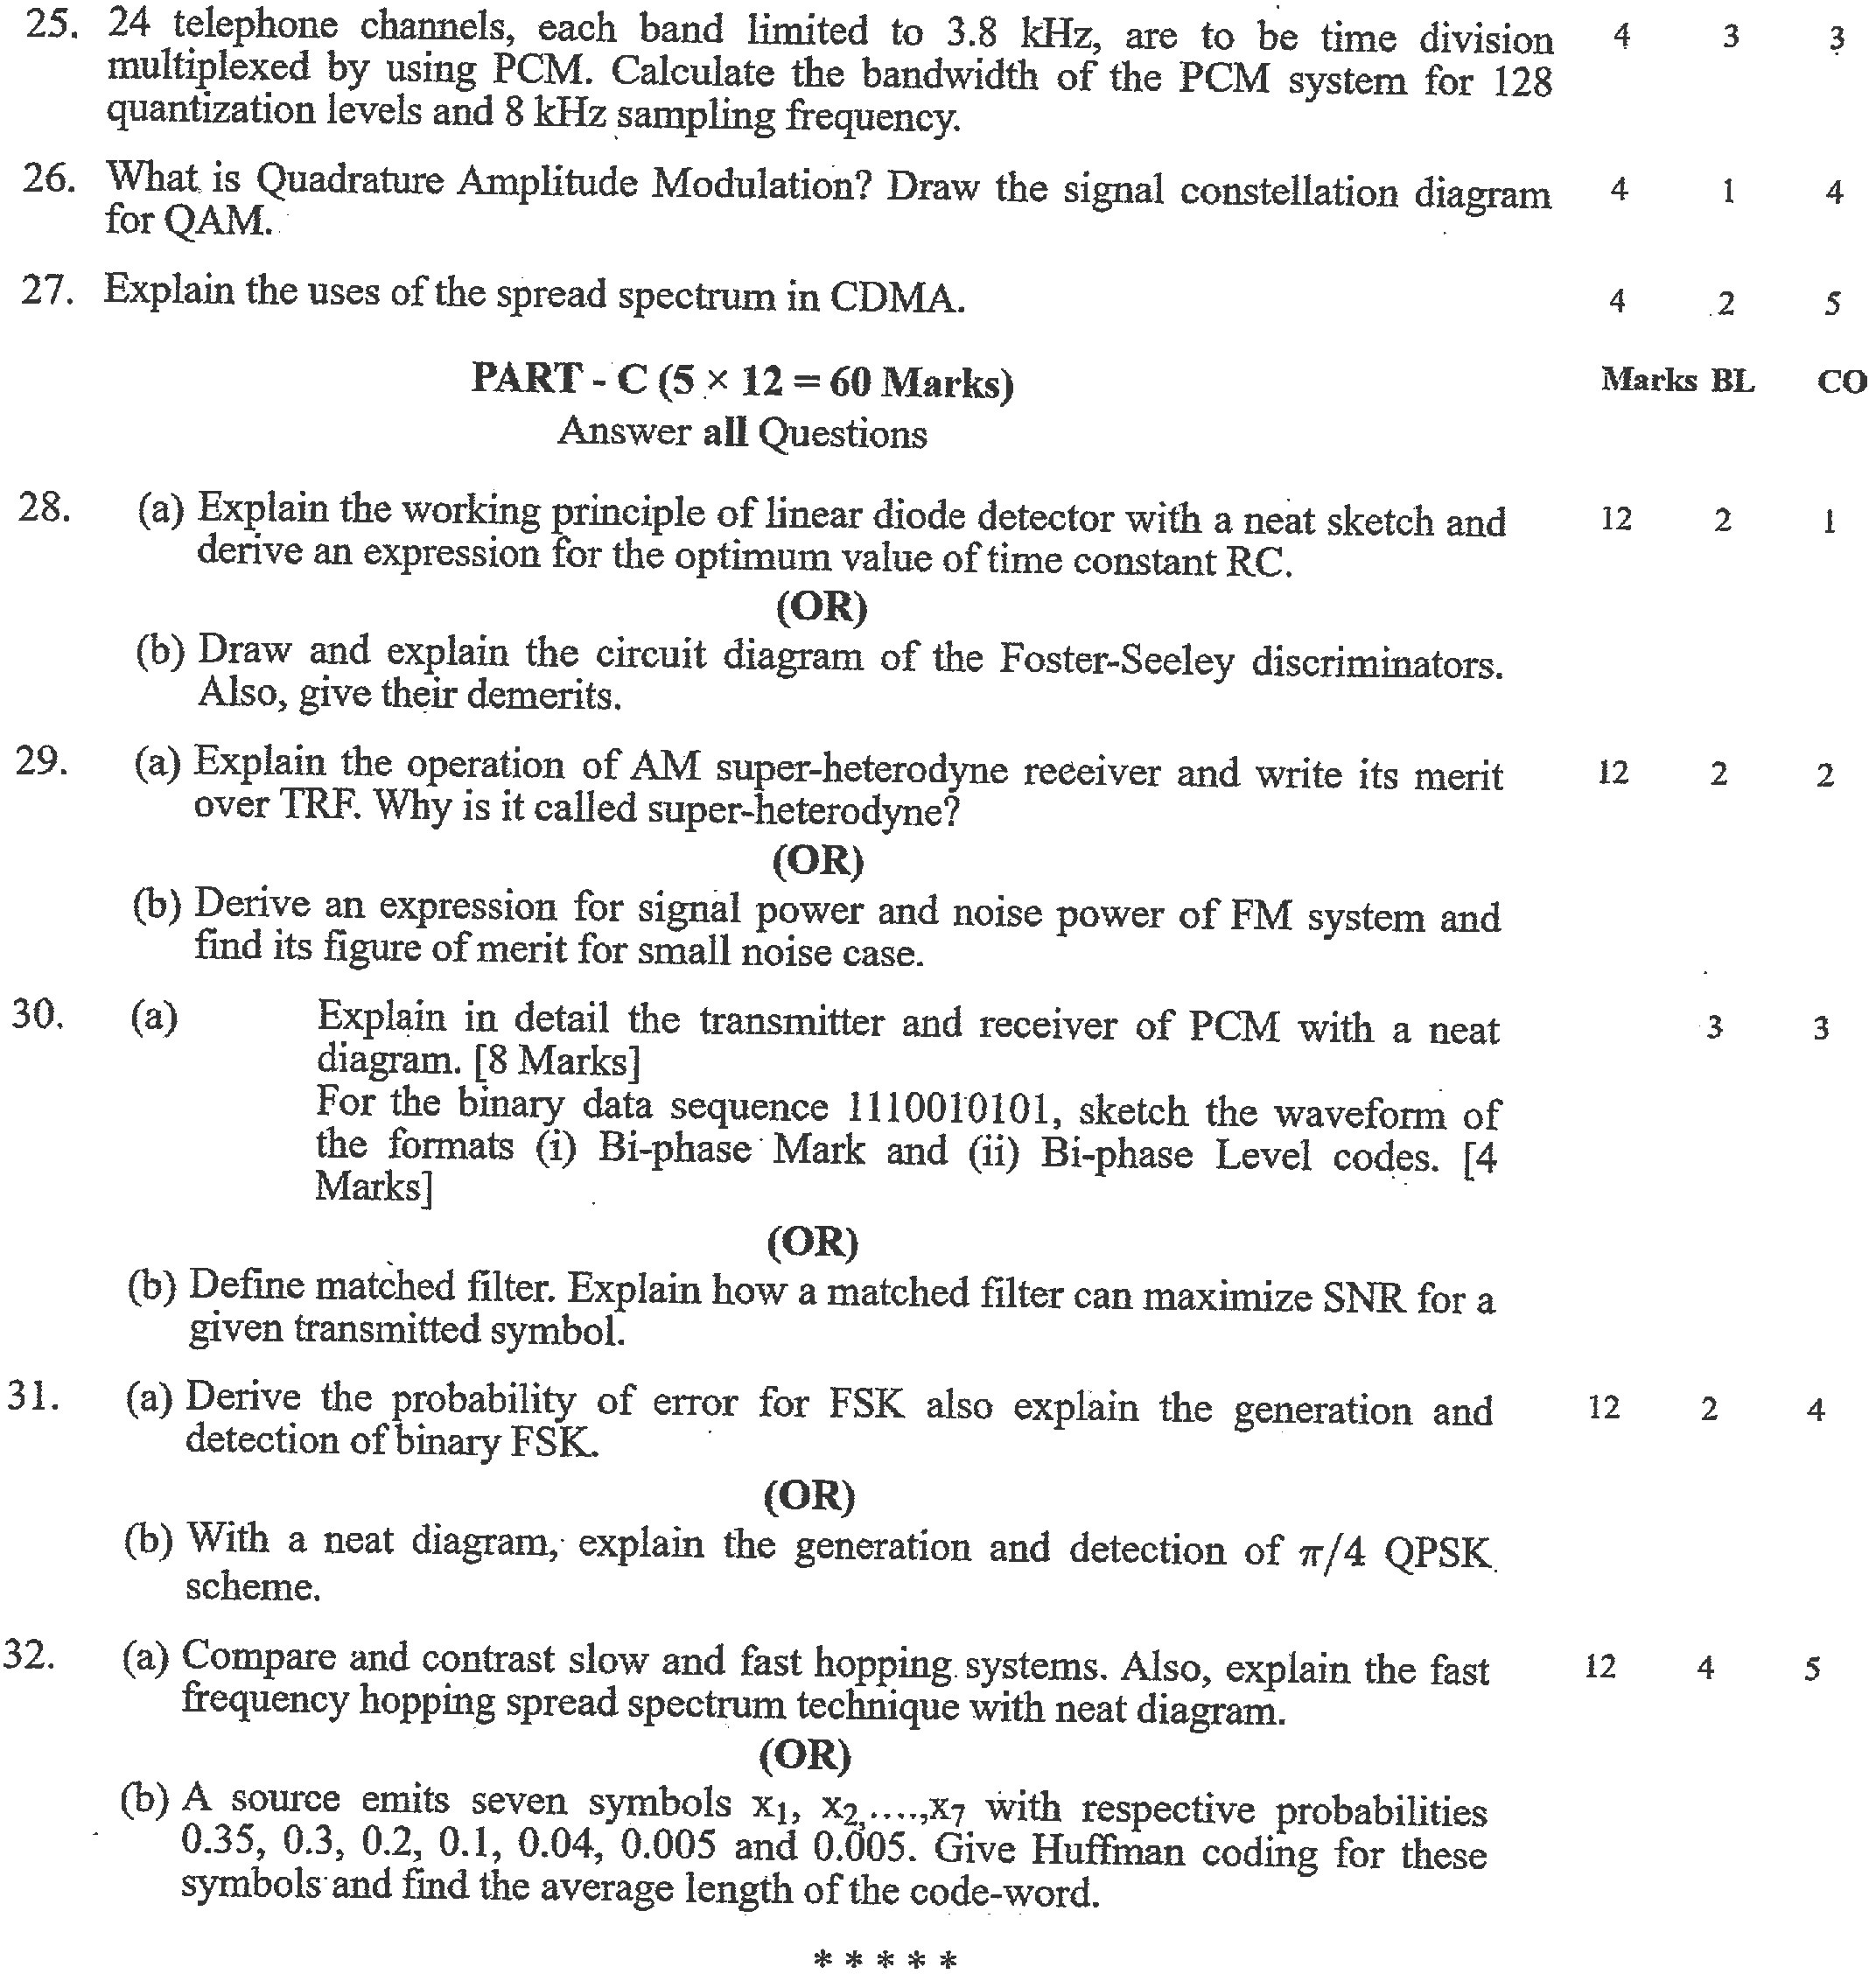 25. 24 telephone channels, each band limited to 3.8 kHz, are to be time division 4 3 3
multiplexed by using PCM. Calculate the bandwidth of the PCM system for 128
quantization levels and 8 kHz sampling frequency.
26. What is Quadrature Amplitude Modulation? Draw the signal constellation diagram 4 1 4
for QAM.
27. Explain the uses of the spread spectrum in CDMA. 4 2 5
PART - C (5 × 12 = 60 Marks) Marks BL CO
Answer all Questions
28. (a) Explain the working principle of linear diode detector with a neat sketch and 12 2 1
derive an expression for the optimum value of time constant RC.
(OR)
(b) Draw and explain the circuit diagram of the Foster-Seeley discriminators.
Also, give their demerits.
29. (a) Explain the operation of AM super-heterodyne receiver and write its merit 12 2 2
over TRF. Why is it called super-heterodyne?
(OR)
(b) Derive an expression for signal power and noise power of FM system and
find its figure of merit for small noise case.
30. (a) Explain in detail the transmitter and receiver of PCM with a neat 3 3
diagram. [8 Marks]
For the binary data sequence 1110010101, sketch the waveform of
the formats (i) Bi-phase Mark and (ii) Bi-phase Level codes. [4
Marks]
(OR)
(b) Define matched filter. Explain how a matched filter can maximize SNR for a
given transmitted symbol.
31. (a) Derive the probability of error for FSK also explain the generation and 12 2 4
detection of binary FSK.
(OR)
(b) With a neat diagram, explain the generation and detection of π/4 QPSK
scheme.
32. (a) Compare and contrast slow and fast hopping systems. Also, explain the fast 12 4 5
frequency hopping spread spectrum technique with neat diagram.
(OR)
(b) A source emits seven symbols x1, x2,....,x7 with respective probabilities
0.35, 0.3, 0.2, 0.1, 0.04, 0.005 and 0.005. Give Huffman coding for these
symbols and find the average length of the code-word.
* * * * *